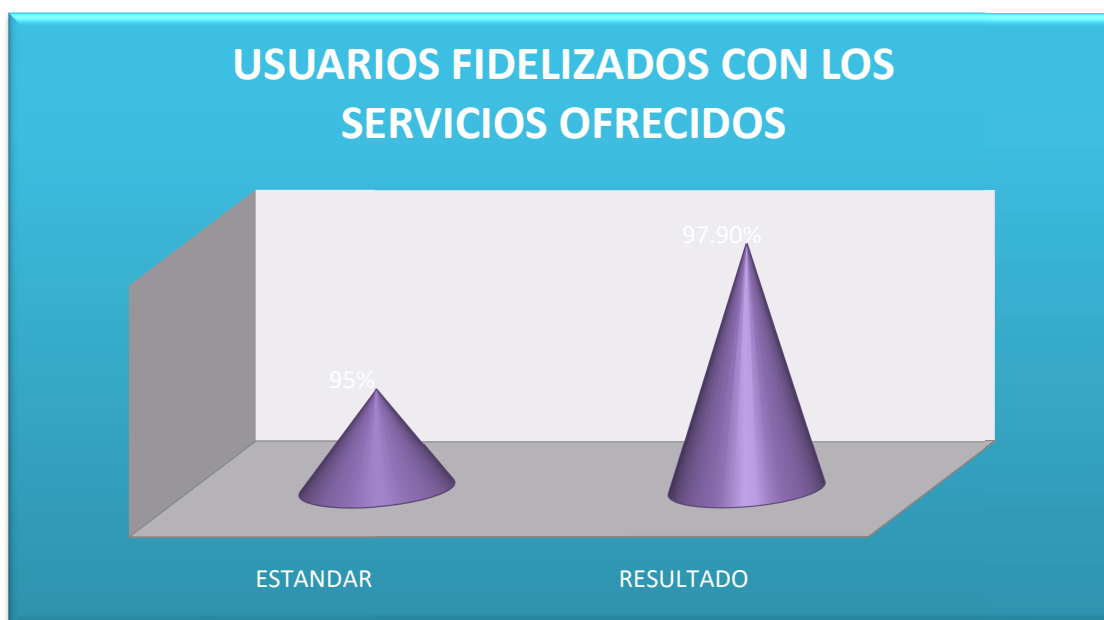 USUARIOS FIDELIZADOS CON LOS
SERVICIOS OFRECIDOS
97.90%
95%
ESTANDAR
RESULTADO